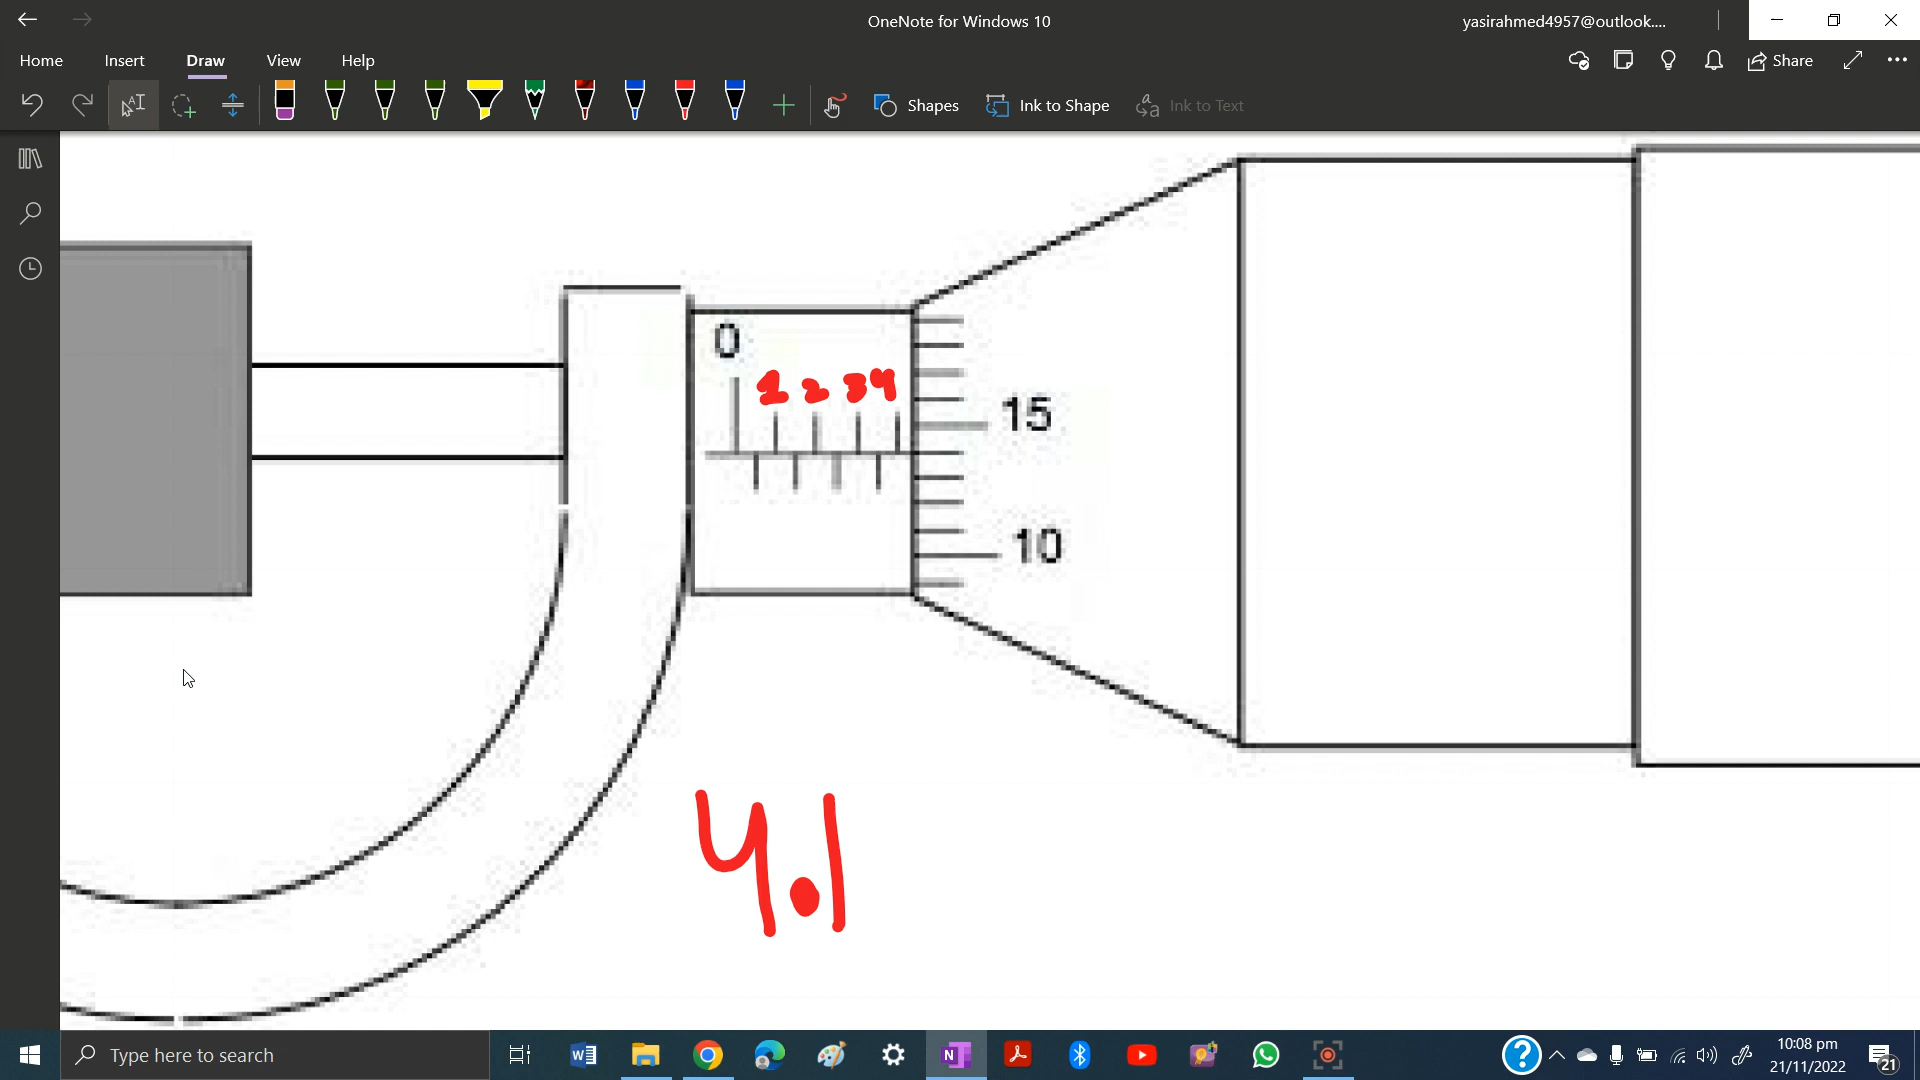 OneNote for Windows 10
yasirahmed4957@outlook....
Home Insert Draw View Help
Share
Shapes Ink to Shape Ink to Text
0
1 2 3 4
15
10
4.1
Type here to search
10:08 pm
21/11/2022
21